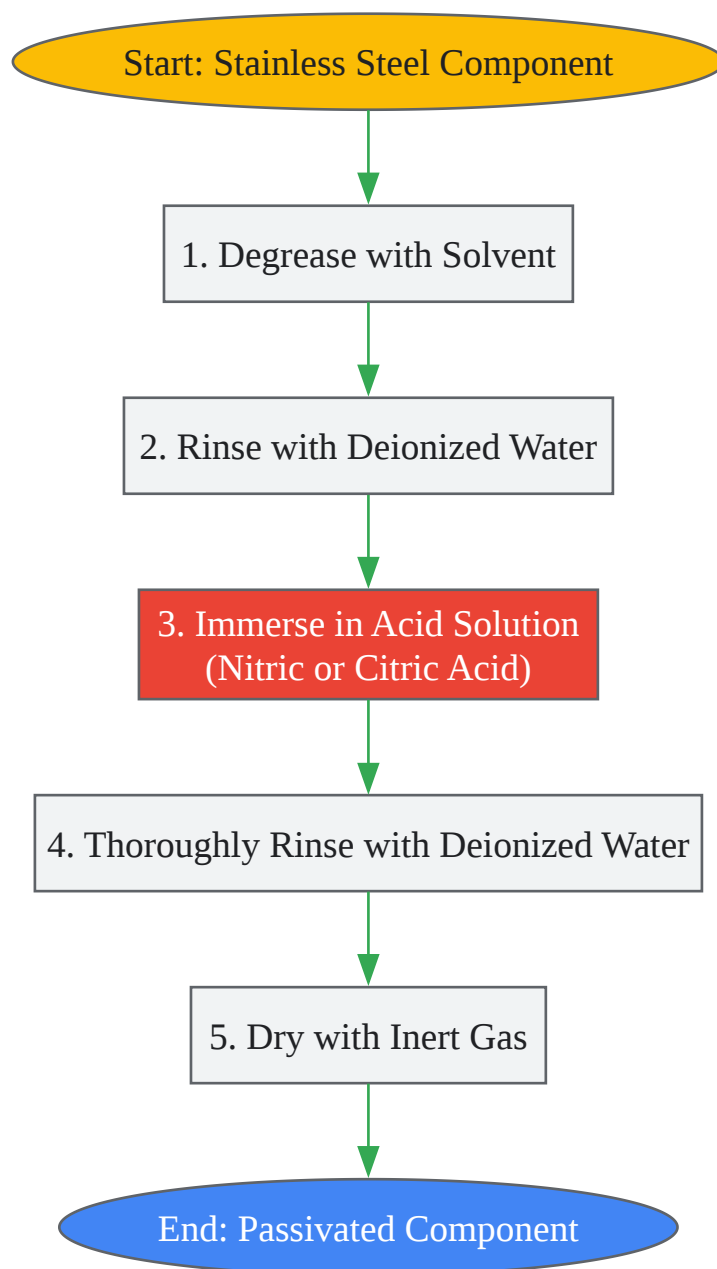 Start: Stainless Steel Component
1. Degrease with Solvent
2. Rinse with Deionized Water
3. Immerse in Acid Solution
(Nitric or Citric Acid)
4. Thoroughly Rinse with Deionized Water
5. Dry with Inert Gas
End: Passivated Component